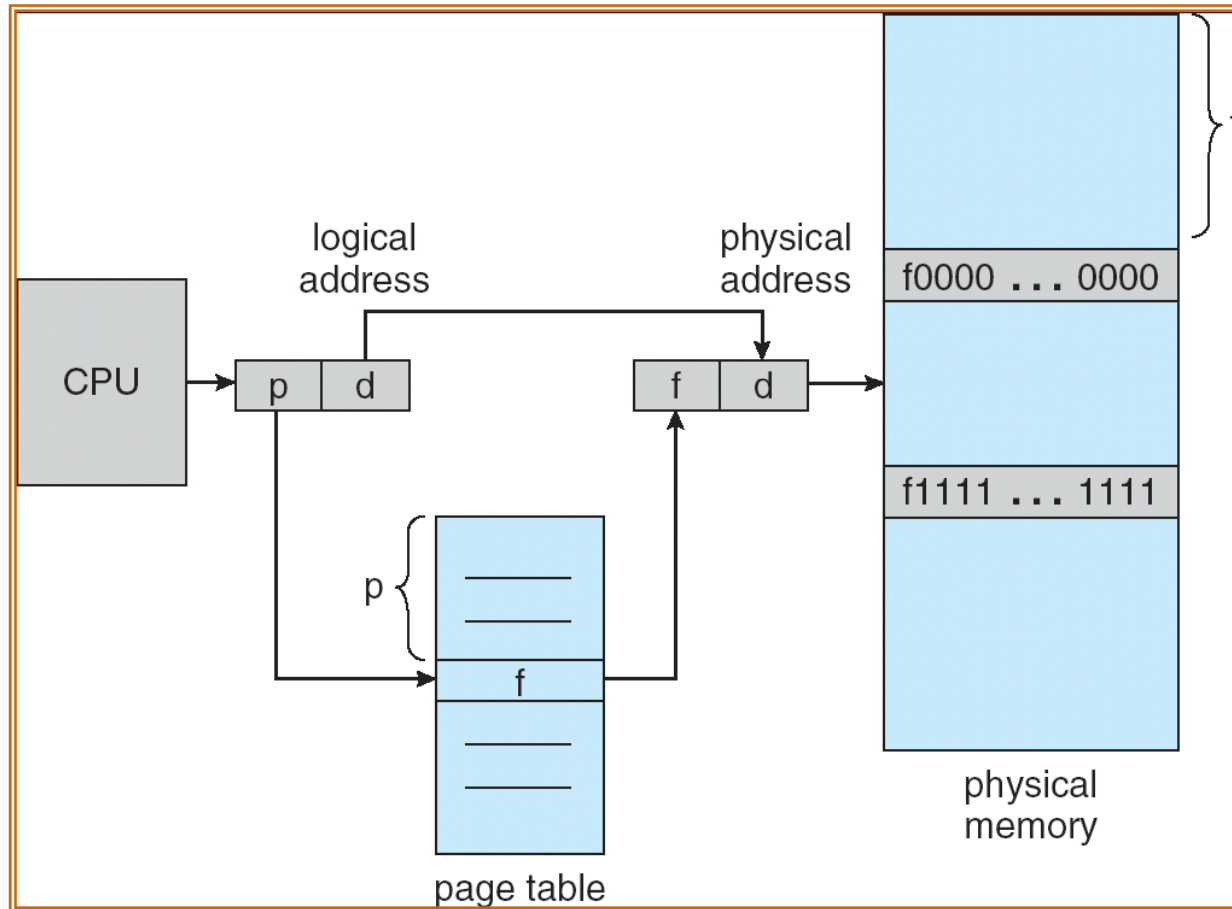 logical
address
physical
address
f0000 ... 0000
CPU
p
d
f
d
f1111 ... 1111
p
f
physical
memory
page table